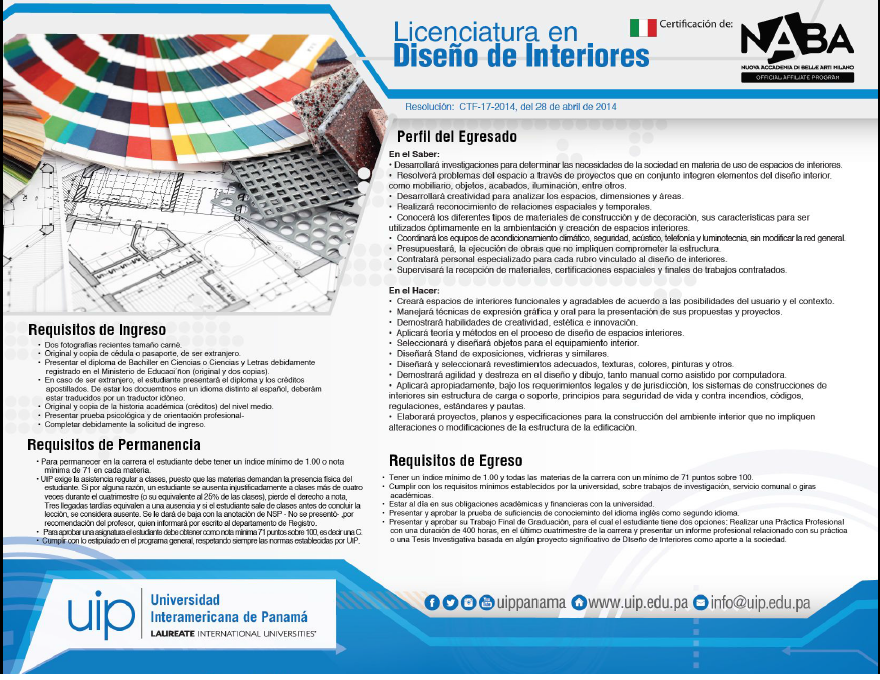 Licenciatura en
Diseño de Interiores
Certificación de:
NABA
NUOVA ACCADEMIA DI BELLE ARTI MILANO
OFFICIAL AFFILIATE PROGRAM
Resolución: CTF-17-2014, del 28 de abril de 2014
Perfil del Egresado
En el Saber:
• Desarrollará investigaciones para determinar las necesidades de la sociedad en materia de uso de espacios de interiores.
• Resolverá problemas del espacio a través de proyectos que en conjunto integren elementos del diseño interior.
como mobiliario, objetos, acabados, iluminación, entre otros.
• Desarrollará creatividad para analizar los espacios, dimensiones y áreas.
• Realizará reconocimiento de relaciones espaciales y temporales.
• Conocerá los diferentes tipos de materiales de construcción y de decoración, sus características para ser
utilizados óptimamente en la ambientación y creación de espacios interiores.
• Coordinará los equipos de acondicionamiento climático, seguridad, acústico, telefonía y luminotecnia, sin modificar la red general.
• Presupuestará, la ejecución de obras que no impliquen comprometer la estructura.
• Contratará personal especializado para cada rubro vinculado al diseño de interiores.
• Supervisará la recepción de materiales, certificaciones espaciales y finales de trabajos contratados.
En el Hacer:
• Creará espacios de interiores funcionales y agradables de acuerdo a las posibilidades del usuario y el contexto.
• Manejará técnicas de expresión gráfica y oral para la presentación de sus propuestas y proyectos.
• Demostrará habilidades de creatividad, estética e innovación.
• Aplicará teoría y métodos en el proceso de diseño de espacios interiores.
• Seleccionará y diseñará objetos para el equipamiento interior.
• Diseñará Stand de exposiciones, vidrieras y similares.
• Diseñará y seleccionará revestimientos adecuados, texturas, colores, pinturas y otros.
• Demostrará agilidad y destreza en el diseño y dibujo, tanto manual como asistido por computadora.
• Aplicará apropiadamente, bajo los requerimientos legales y de jurisdicción, los sistemas de construcciones de
interiores sin estructura de carga o soporte, principios para seguridad de vida y contra incendios, códigos,
regulaciones, estándares y pautas.
• Elaborará proyectos, planos y especificaciones para la construcción del ambiente interior que no impliquen
alteraciones o modificaciones de la estructura de la edificación.
Requisitos de Ingreso
• Dos fotografías recientes tamaño carné.
• Original y copia de cédula o pasaporte, de ser extranjero.
• Presentar el diploma de Bachiller en Ciencias o Ciencias y Letras debidamente
registrado en el Ministerio de Educaci´ron (original y dos copias).
• En caso de ser extranjero, el estudiante presentará el diploma y los créditos
apostillados. De estar los docuemtnos en un idioma distinto al español, deberám
estar traducidos por un traductor idóneo.
• Original y copia de la historia académica (créditos) del nivel medio.
• Presentar prueba psicológica y de orientación profesional-
• Completar debidamente la solicitud de ingreso.
Requisitos de Permanencia
• Para permanecer en la carrera el estudiante debe tener un índice mínimo de 1.00 o nota
mínima de 71 en cada materia.
• UIP exige la asistencia regular a clases, puesto que las materias demandan la presencia física del
estudiante. Si por alguna razón, un estudiante se ausenta injustificadamente a clases más de cuatro
veces durante el cuatrimestre (o su equivalente al 25% de las clases), pierde el derecho a nota,
Tres llegadas tardías equivalen a una ausencia y si el estudiante sale de clases antes de concluir la
lección, se considera ausente. Se le dará de baja con la anotación de NSP - No se presentó- ,por
recomendación del profesor, quien informará por escrito al departamento de Registro.
• Para aprobar una asignatura el estudiante debe obtener como nota mínima 71 puntos sobre 100, es decir una C.
• Cumplir con lo estipulado en el programa general, respetando siempre las normas establecidas por UIP.
Requisitos de Egreso
• Tener un índice mínimo de 1.00 y todas las materias de la carrera con un mínimo de 71 puntos sobre 100.
• Cumplir con los requisitos mínimos establecidos por la universidad, sobre trabajos de investigación, servicio comunal o giras
académicas.
• Estar al día en sus obligaciones académicas y financieras con la universidad.
• Presentar y aprobar la prueba de suficiencia de conocimiento del idioma inglés como segundo idioma.
• Presentar y aprobar su Trabajo Final de Graduación, para el cual el estudiante tiene dos opciones: Realizar una Práctica Profesional
con una duración de 400 horas, en el último cuatrimestre de la carrera y presentar un informe profesional relacionado con su práctica
o una Tesis Investigativa basada en algún proyecto significativo de Diseño de Interiores como aporte a la sociedad.
uip
Universidad
Interamericana de Panamá
LAUREATE INTERNATIONAL UNIVERSITIES®
uippanama www.uip.edu.pa info@uip.edu.pa